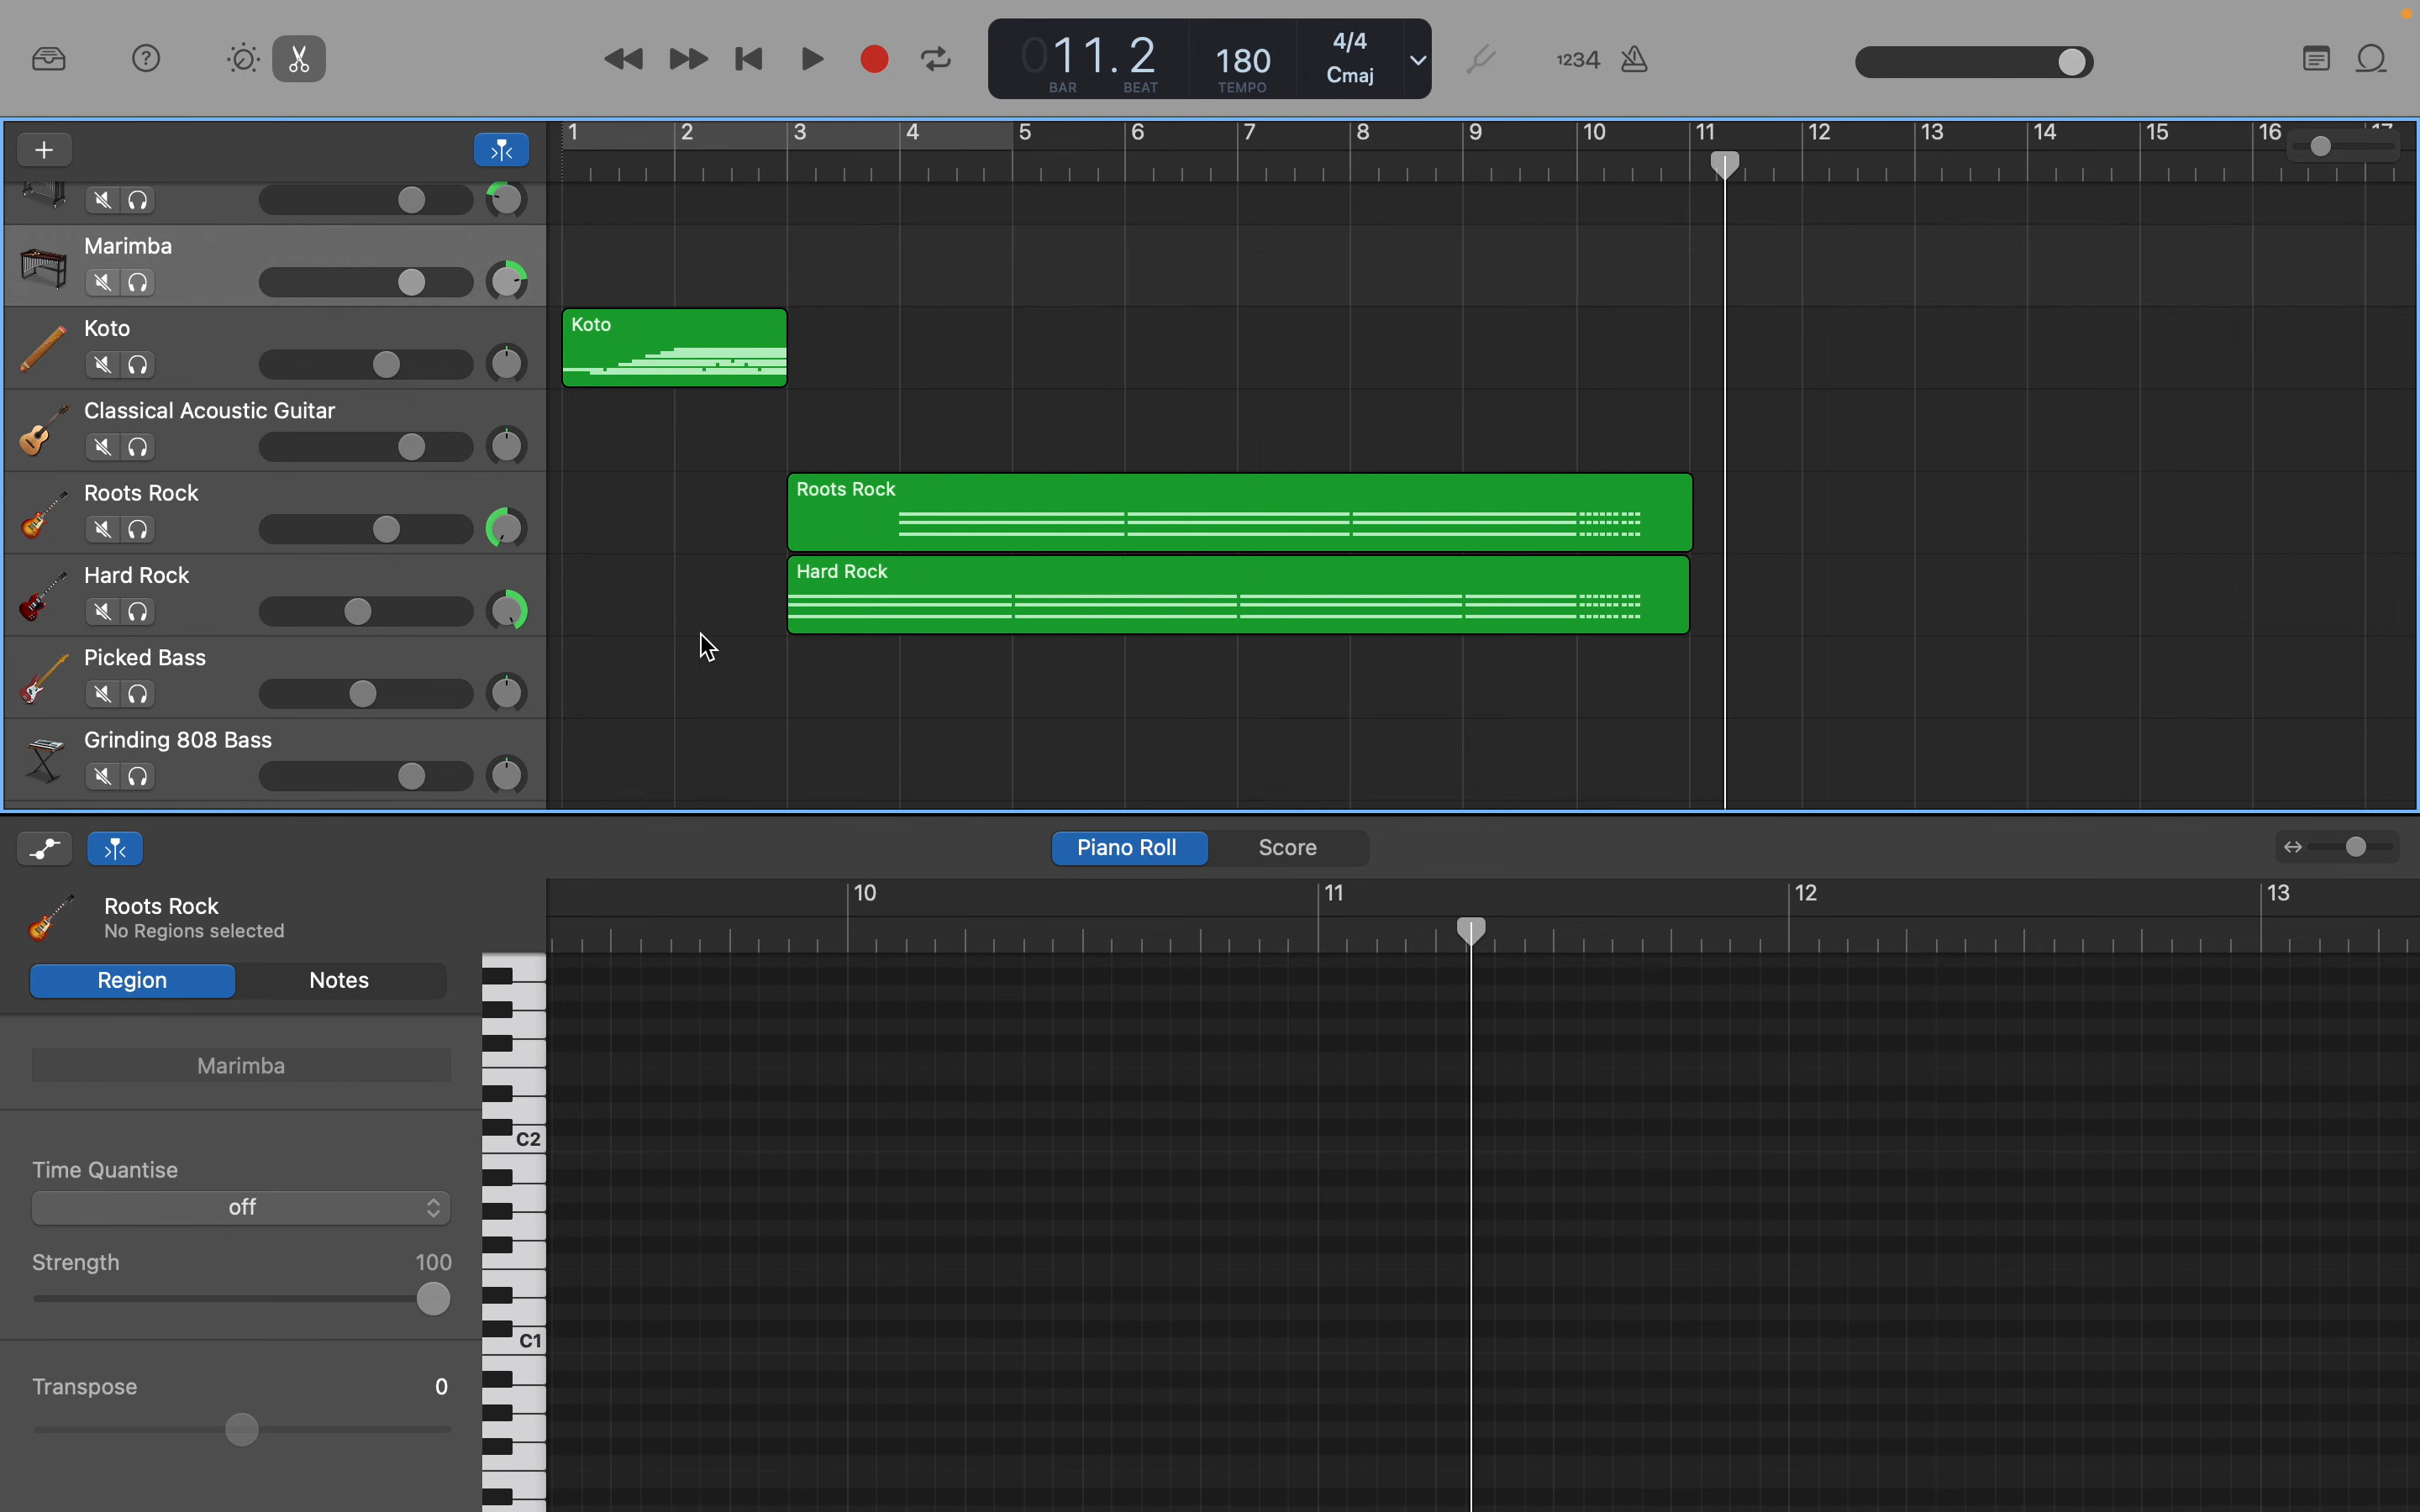 011.2 180 4/4
Cmaj
BAR BEAT TEMPO
1234
1 2 3 4 5 6 7 8 9 10 11 12 13 14 15 16 17
Marimba
Koto
Koto
Classical Acoustic Guitar
Roots Rock
Roots Rock
Hard Rock
Hard Rock
Picked Bass
Grinding 808 Bass
Piano Roll Score
10 11 12 13
Roots Rock
No Regions selected
Region Notes
Marimba
C2
Time Quantise
off
Strength 100
C1
Transpose 0